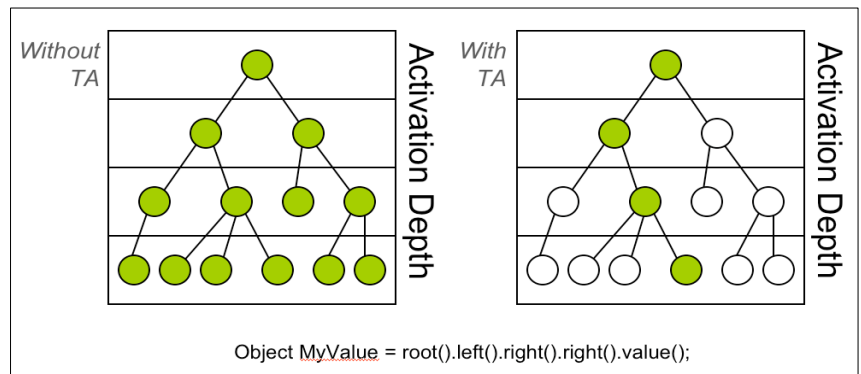 Without
TA
Activation Depth
With
TA
Activation Depth
Object MyValue = root().left().right().right().value();